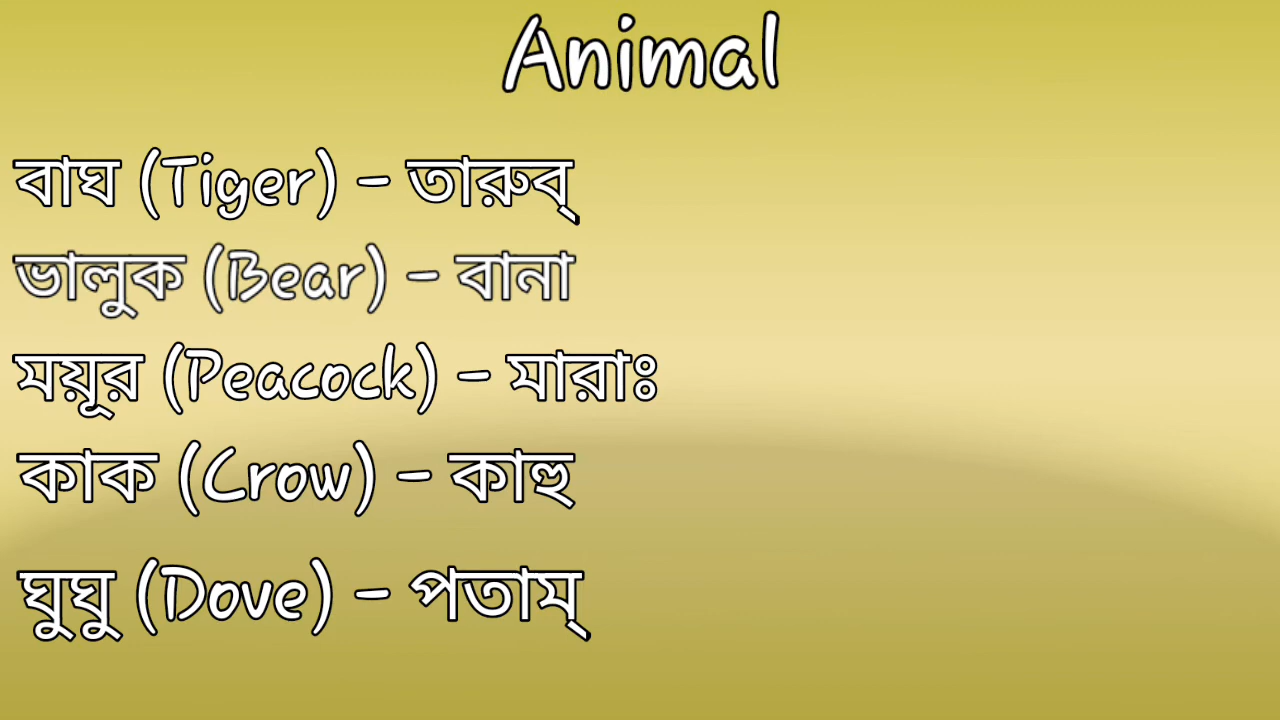 Animal
বাঘ (Tiger) - তারুব্
ভালুক (Bear) - বানা
ময়ূর (Peacock) - মারাঃ
কাক (Crow) - কাহু
ঘুঘু (Dove) - পতাম্